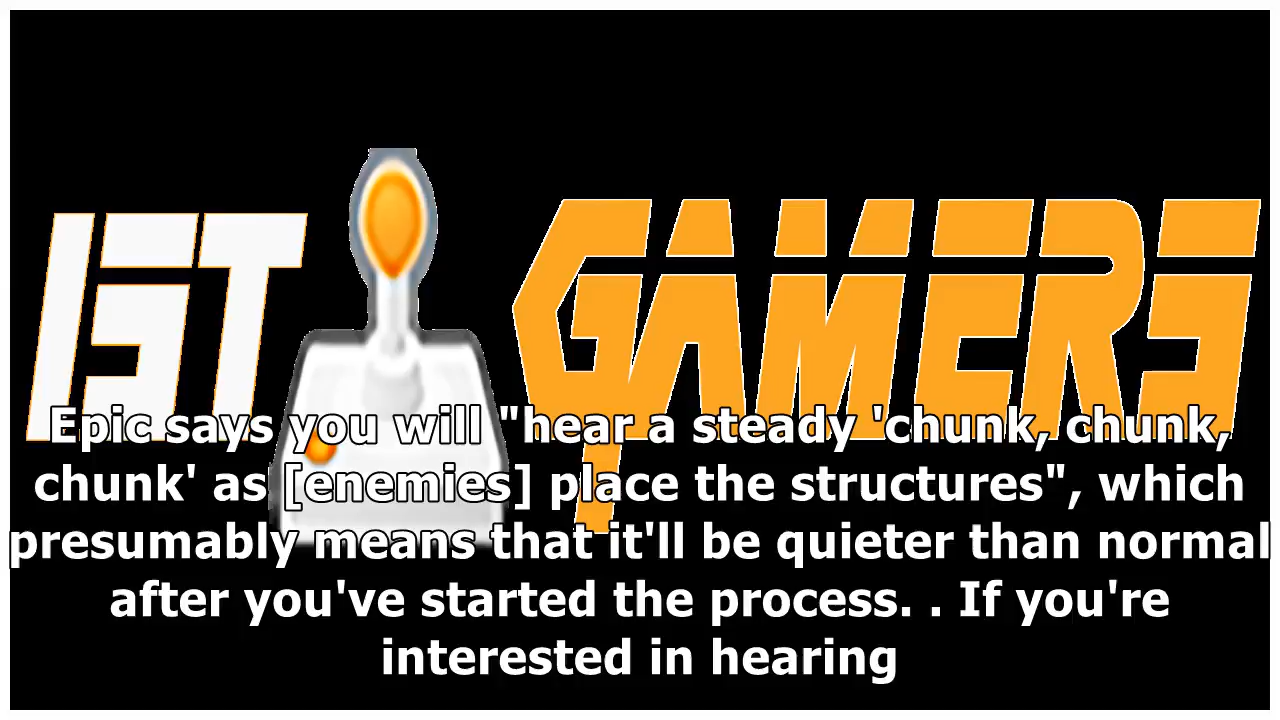 IST GAMERS
Epic says you will "hear a steady 'chunk, chunk,
chunk' as [enemies] place the structures", which
presumably means that it'll be quieter than normal
after you've started the process. . If you're
interested in hearing